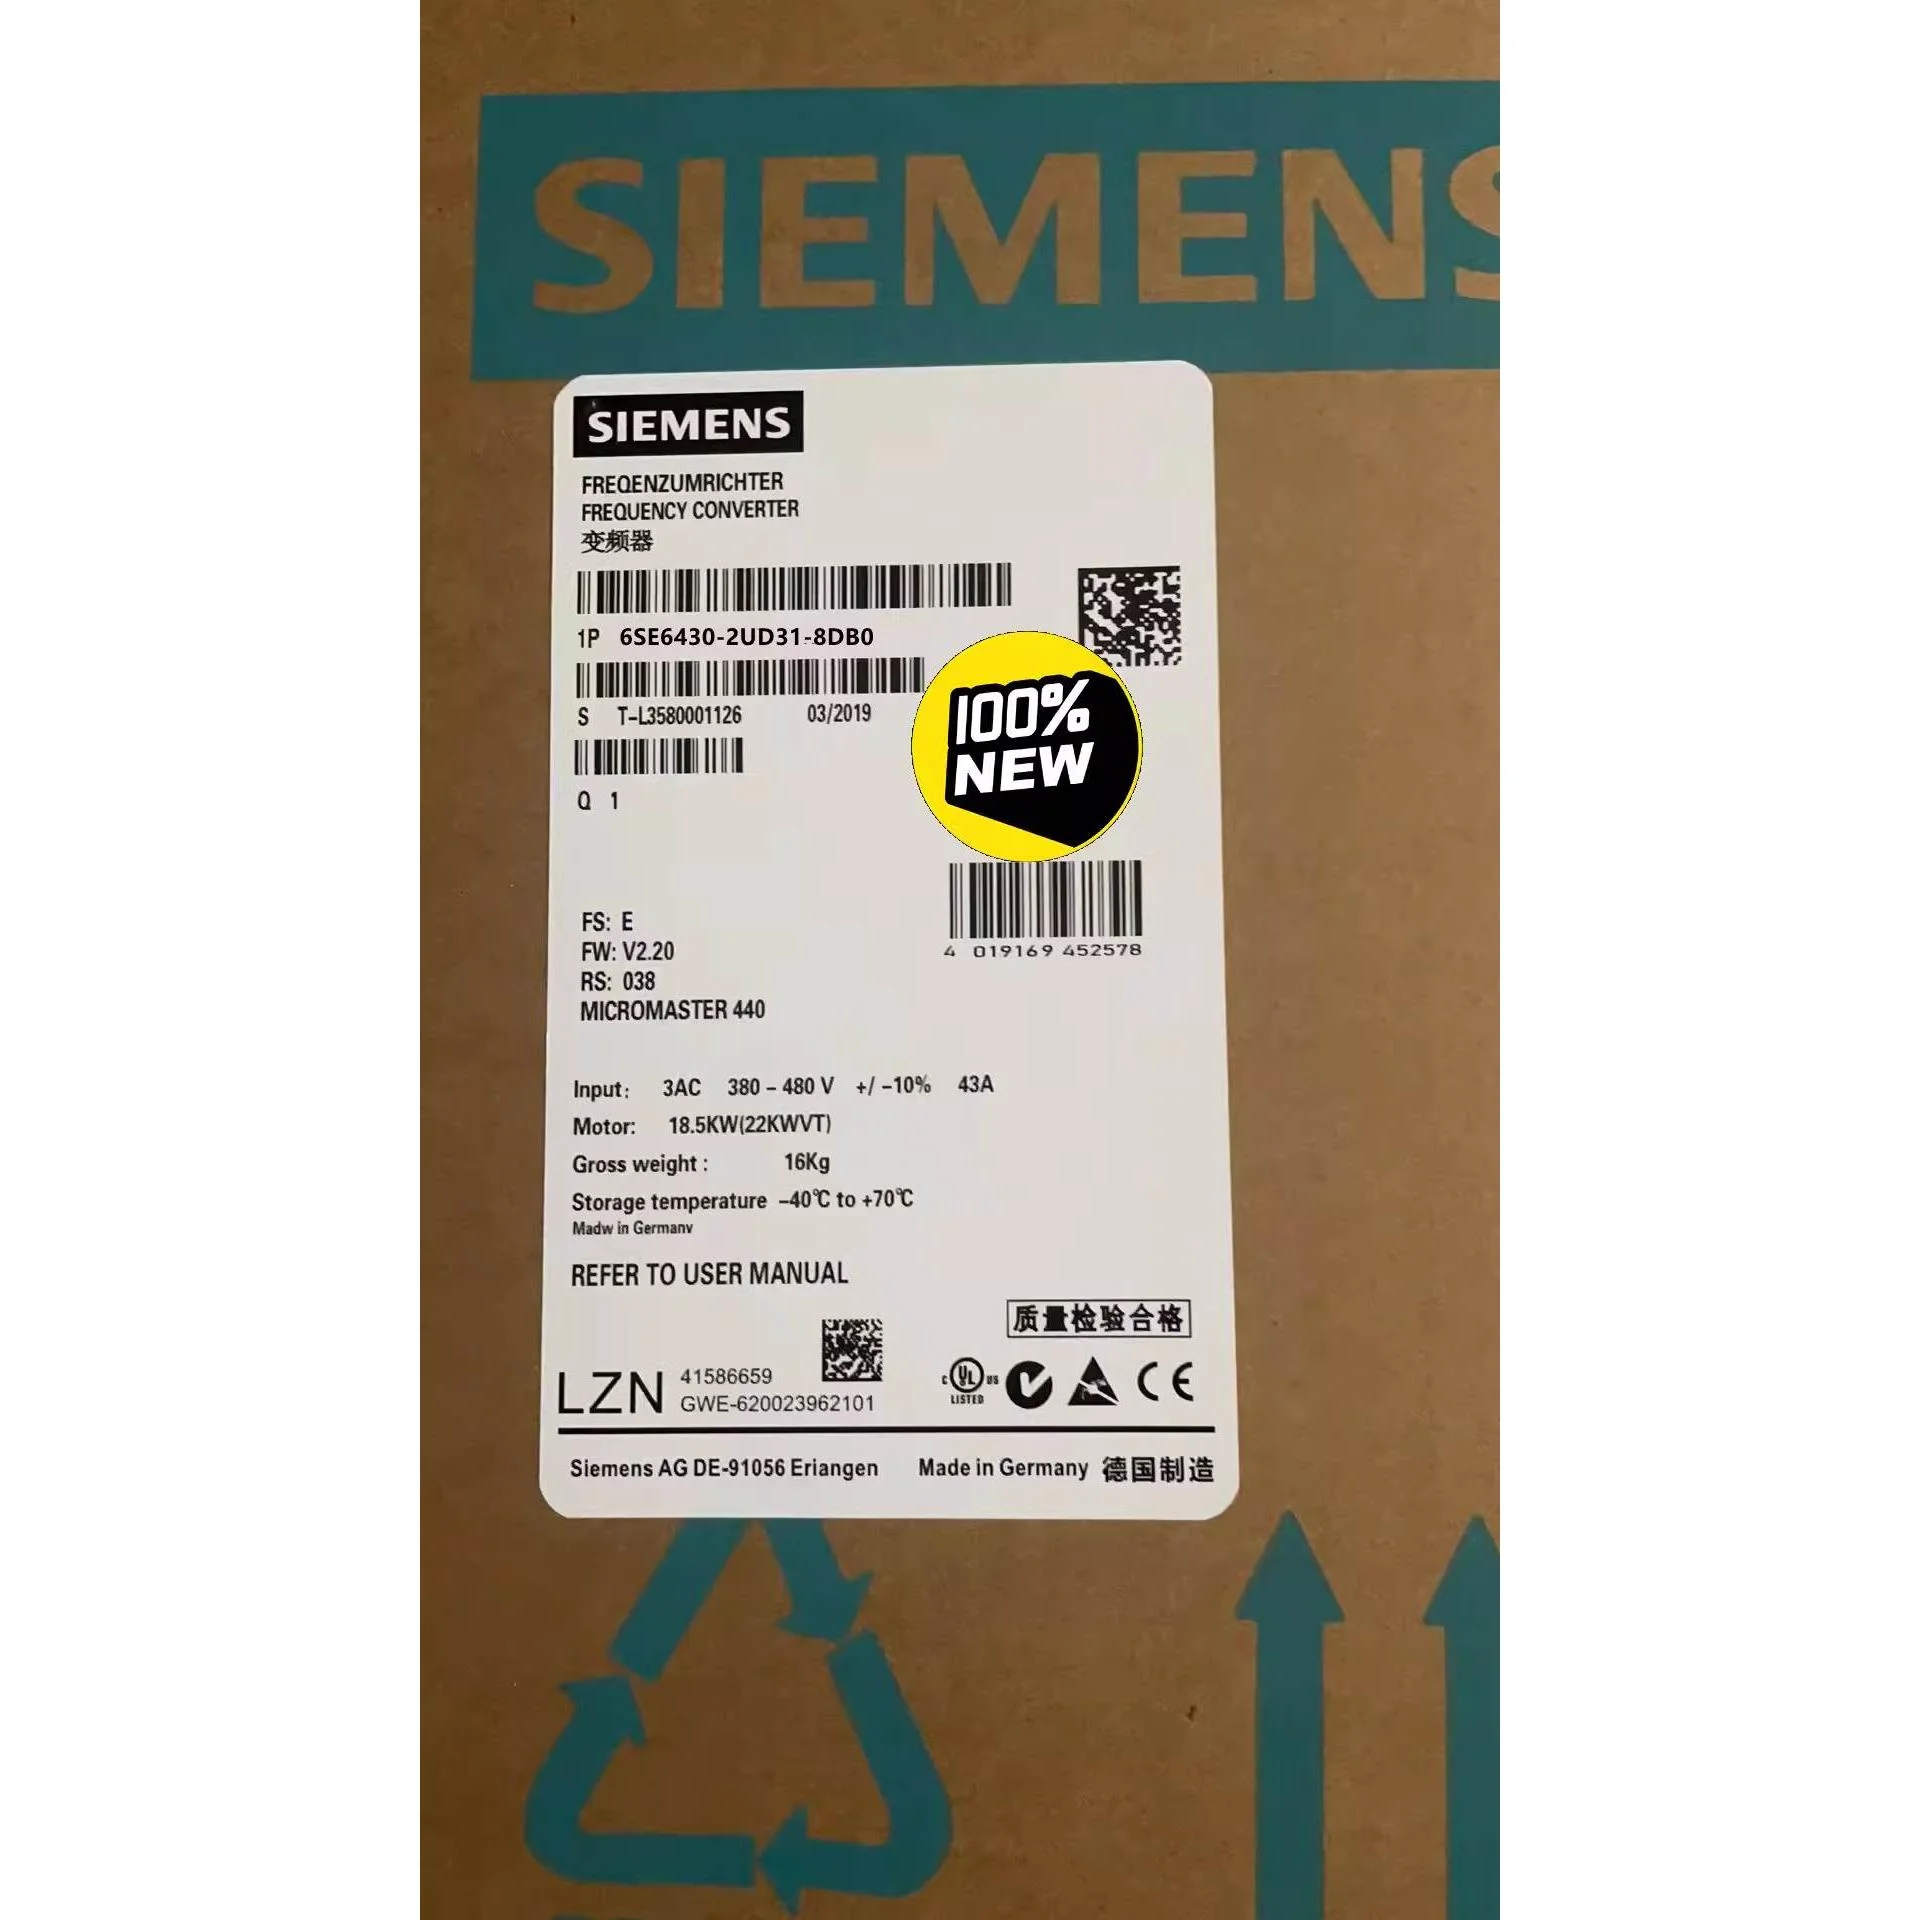 SIEMENS
SIEMENS
FREQENZUMRICHTER
FREQUENCY CONVERTER
变频器
1P 6SE6430-2UD31-8DB0
S T-L3580001126 03/2019
100%
NEW
Q 1
4 019169 452578
FS: E
FW: V2.20
RS: 038
MICROMASTER 440
Input: 3AC 380 – 480 V +/ –10% 43A
Motor: 18.5KW(22KWVT)
Gross weight : 16Kg
Storage temperature –40℃ to +70℃
Madw in Germanv
REFER TO USER MANUAL
质量检验合格
LZN 41586659
GWE-620023962101
C UL US
LISTED
CE
Siemens AG DE-91056 Eriangen Made in Germany 德国制造